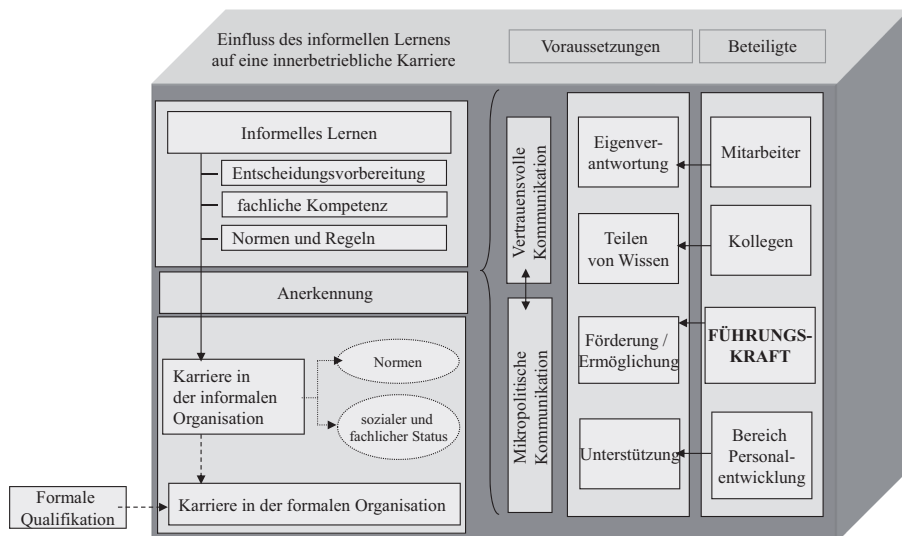 Einfluss des informellen Lernens
auf eine innerbetriebliche Karriere
Voraussetzungen
Beteiligte
Informelles Lernen
Entscheidungsvorbereitung
fachliche Kompetenz
Normen und Regeln
Anerkennung
Karriere in
der informalen
Organisation
Normen
sozialer und
fachlicher Status
Karriere in der formalen Organisation
Formale
Qualifikation
Vertrauensvolle
Kommunikation
Mikropolitische
Kommunikation
Eigenver-
antwortung
Teilen
von Wissen
Förderung /
Ermöglichung
Unterstützung
Mitarbeiter
Kollegen
FÜHRUNGS-
KRAFT
Bereich
Personal-
entwicklung